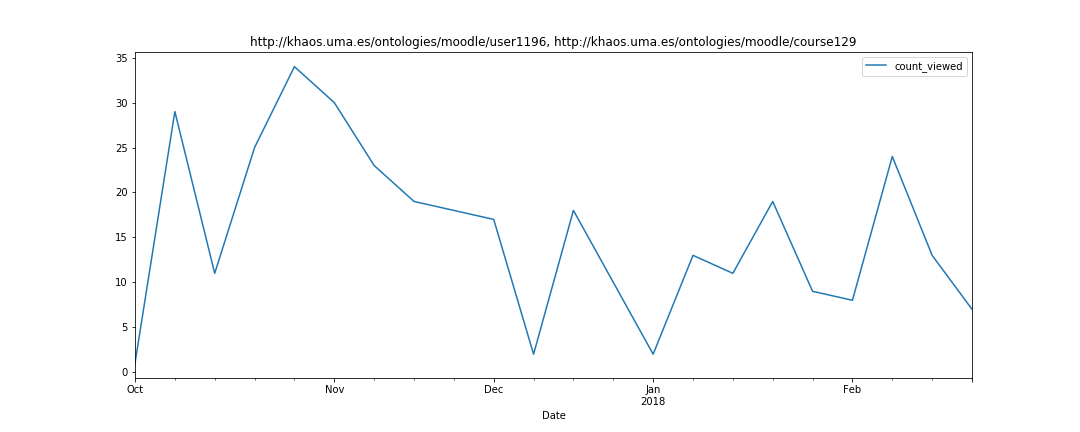 http://khaos.uma.es/ontologies/moodle/user1196, http://khaos.uma.es/ontologies/moodle/course129
count_viewed
35
30
25
20
15
10
5
0
Oct Nov Dec Jan Feb
2018
Date